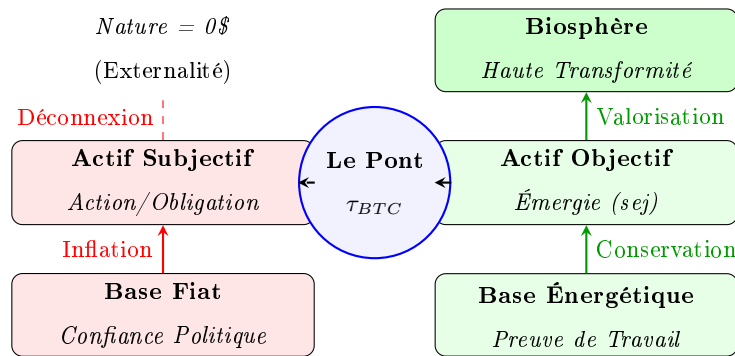 Nature = 0$
(Externalité)
Déconnexion
Actif Subjectif
Action/Obligation
Inflation
Base Fiat
Confiance Politique
Le Pont
τ_BTC
Biosphère
Haute Transformité
Valorisation
Actif Objectif
Émergie (sej)
Conservation
Base Énergétique
Preuve de Travail